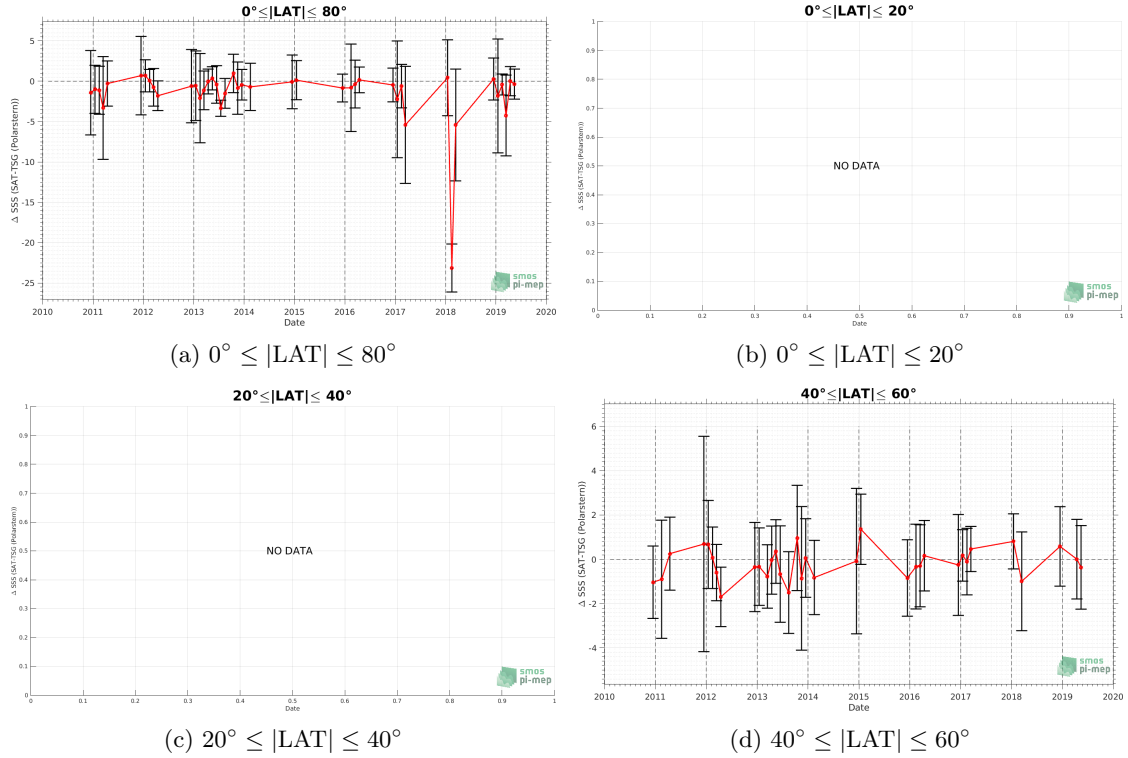 0°≤|LAT|≤ 80°
Δ SSS (SAT-TSG (Polarstern))
5
0
-5
-10
-15
-20
-25
2010 2011 2012 2013 2014 2015 2016 2017 2018 2019 2020
Date
smos
pi-mep
(a) 0° ≤ |LAT| ≤ 80°
0°≤|LAT|≤ 20°
Δ SSS (SAT-TSG (Polarstern))
1
0.9
0.8
0.7
0.6
0.5
0.4
0.3
0.2
0.1
0
NO DATA
0 0.1 0.2 0.3 0.4 0.5 0.6 0.7 0.8 0.9 1
Date
smos
pi-mep
(b) 0° ≤ |LAT| ≤ 20°
20°≤|LAT|≤ 40°
Δ SSS (SAT-TSG (Polarstern))
1
0.9
0.8
0.7
0.6
0.5
0.4
0.3
0.2
0.1
0
NO DATA
0 0.1 0.2 0.3 0.4 0.5 0.6 0.7 0.8 0.9 1
Date
smos
pi-mep
(c) 20° ≤ |LAT| ≤ 40°
40°≤|LAT|≤ 60°
Δ SSS (SAT-TSG (Polarstern))
6
4
2
0
-2
-4
2010 2011 2012 2013 2014 2015 2016 2017 2018 2019 2020
Date
smos
pi-mep
(d) 40° ≤ |LAT| ≤ 60°